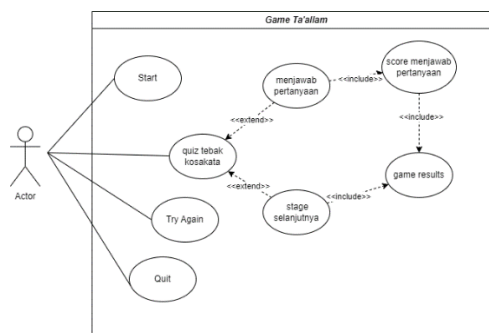 Game Ta'allam
Start
menjawab
pertanyaan
<<include>>
score menjawab
pertanyaan
<<extend>>
<<include>>
quiz tebak
kosakata
<<extend>>
game results
<<include>>
stage
selanjutnya
Actor
Try Again
Quit